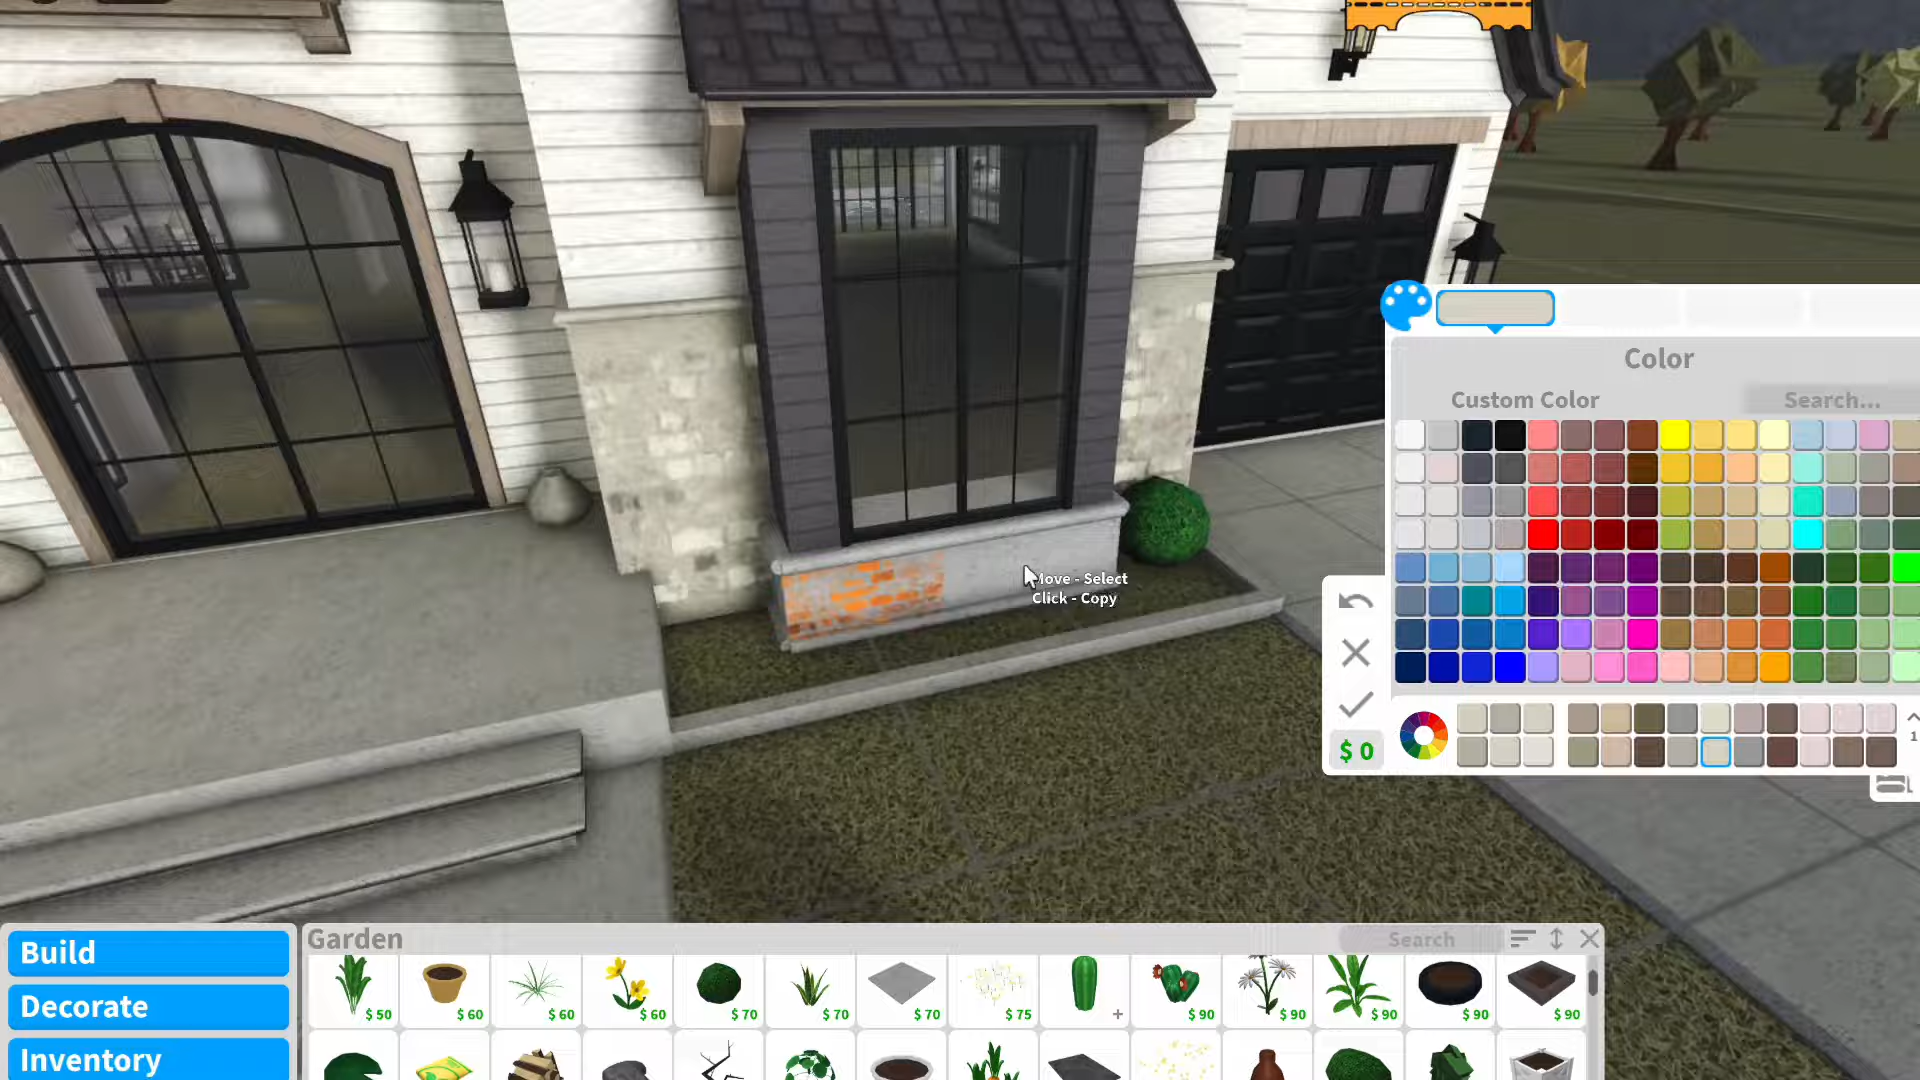 Color
Custom Color
Search...
Move - Select
Click - Copy
$ 0
1
Build
Decorate
Inventory
Garden
Search
$ 50
$ 60
$ 60
$ 60
$ 70
$ 70
$ 70
$ 75
+
$ 90
$ 90
$ 90
$ 90
$ 90